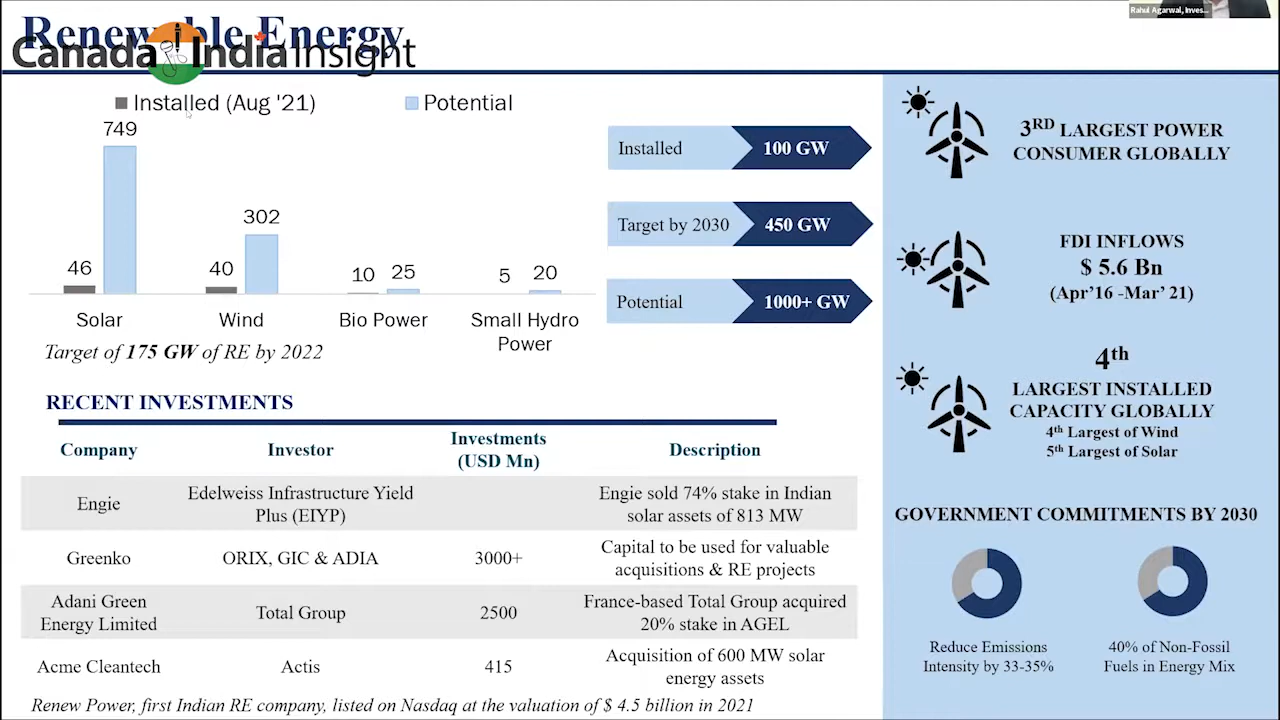 Rahul Agarwal, Inves...
Renewable Energy
Canada India Insight
Installed (Aug '21)
Potential
749
302
46
40
10
25
5
20
Solar
Wind
Bio Power
Small Hydro
Power
Target of 175 GW of RE by 2022
Installed
100 GW
Target by 2030
450 GW
Potential
1000+ GW
RECENT INVESTMENTS
Company
Investor
Investments
(USD Mn)
Description
Engie
Edelweiss Infrastructure Yield
Plus (EIYP)
Engie sold 74% stake in Indian
solar assets of 813 MW
Greenko
ORIX, GIC & ADIA
3000+
Capital to be used for valuable
acquisitions & RE projects
Adani Green
Energy Limited
Total Group
2500
France-based Total Group acquired
20% stake in AGEL
Acme Cleantech
Actis
415
Acquisition of 600 MW solar
energy assets
Renew Power, first Indian RE company, listed on Nasdaq at the valuation of $ 4.5 billion in 2021
3RD LARGEST POWER
CONSUMER GLOBALLY
FDI INFLOWS
$ 5.6 Bn
(Apr’16 -Mar’ 21)
4th
LARGEST INSTALLED
CAPACITY GLOBALLY
4th Largest of Wind
5th Largest of Solar
GOVERNMENT COMMITMENTS BY 2030
Reduce Emissions
Intensity by 33-35%
40% of Non-Fossil
Fuels in Energy Mix